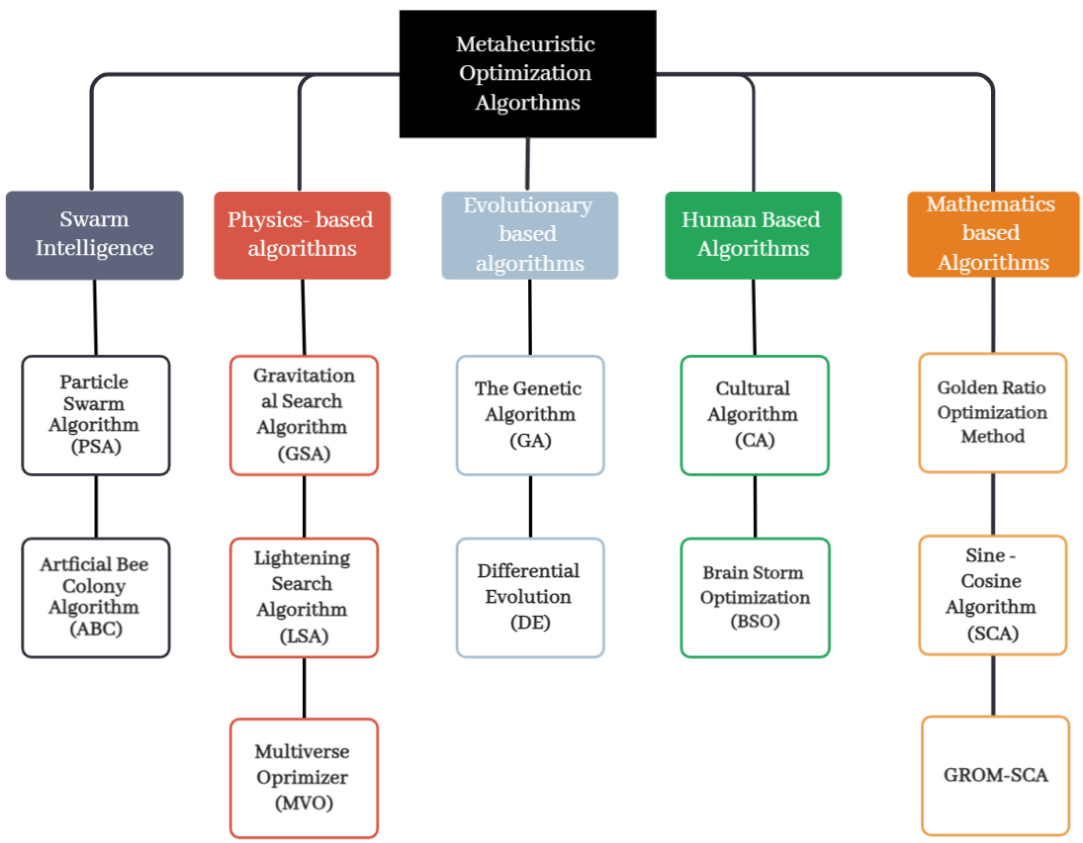 Metaheuristic
Optimization
Algorthms
Swarm
Intelligence
Physics- based
algorithms
Evolutionary
based
algorithms
Human Based
Algorithms
Mathematics
based
Algorithms
Particle
Swarm
Algorithm
(PSA)
Gravitation
al Search
Algorithm
(GSA)
The Genetic
Algorithm
(GA)
Cultural
Algorithm
(CA)
Golden Ratio
Optimization
Method
Artficial Bee
Colony
Algorithm
(ABC)
Lightening
Search
Algorithm
(LSA)
Differential
Evolution
(DE)
Brain Storm
Optimization
(BSO)
Sine -
Cosine
Algorithm
(SCA)
Multiverse
Oprimizer
(MVO)
GROM-SCA